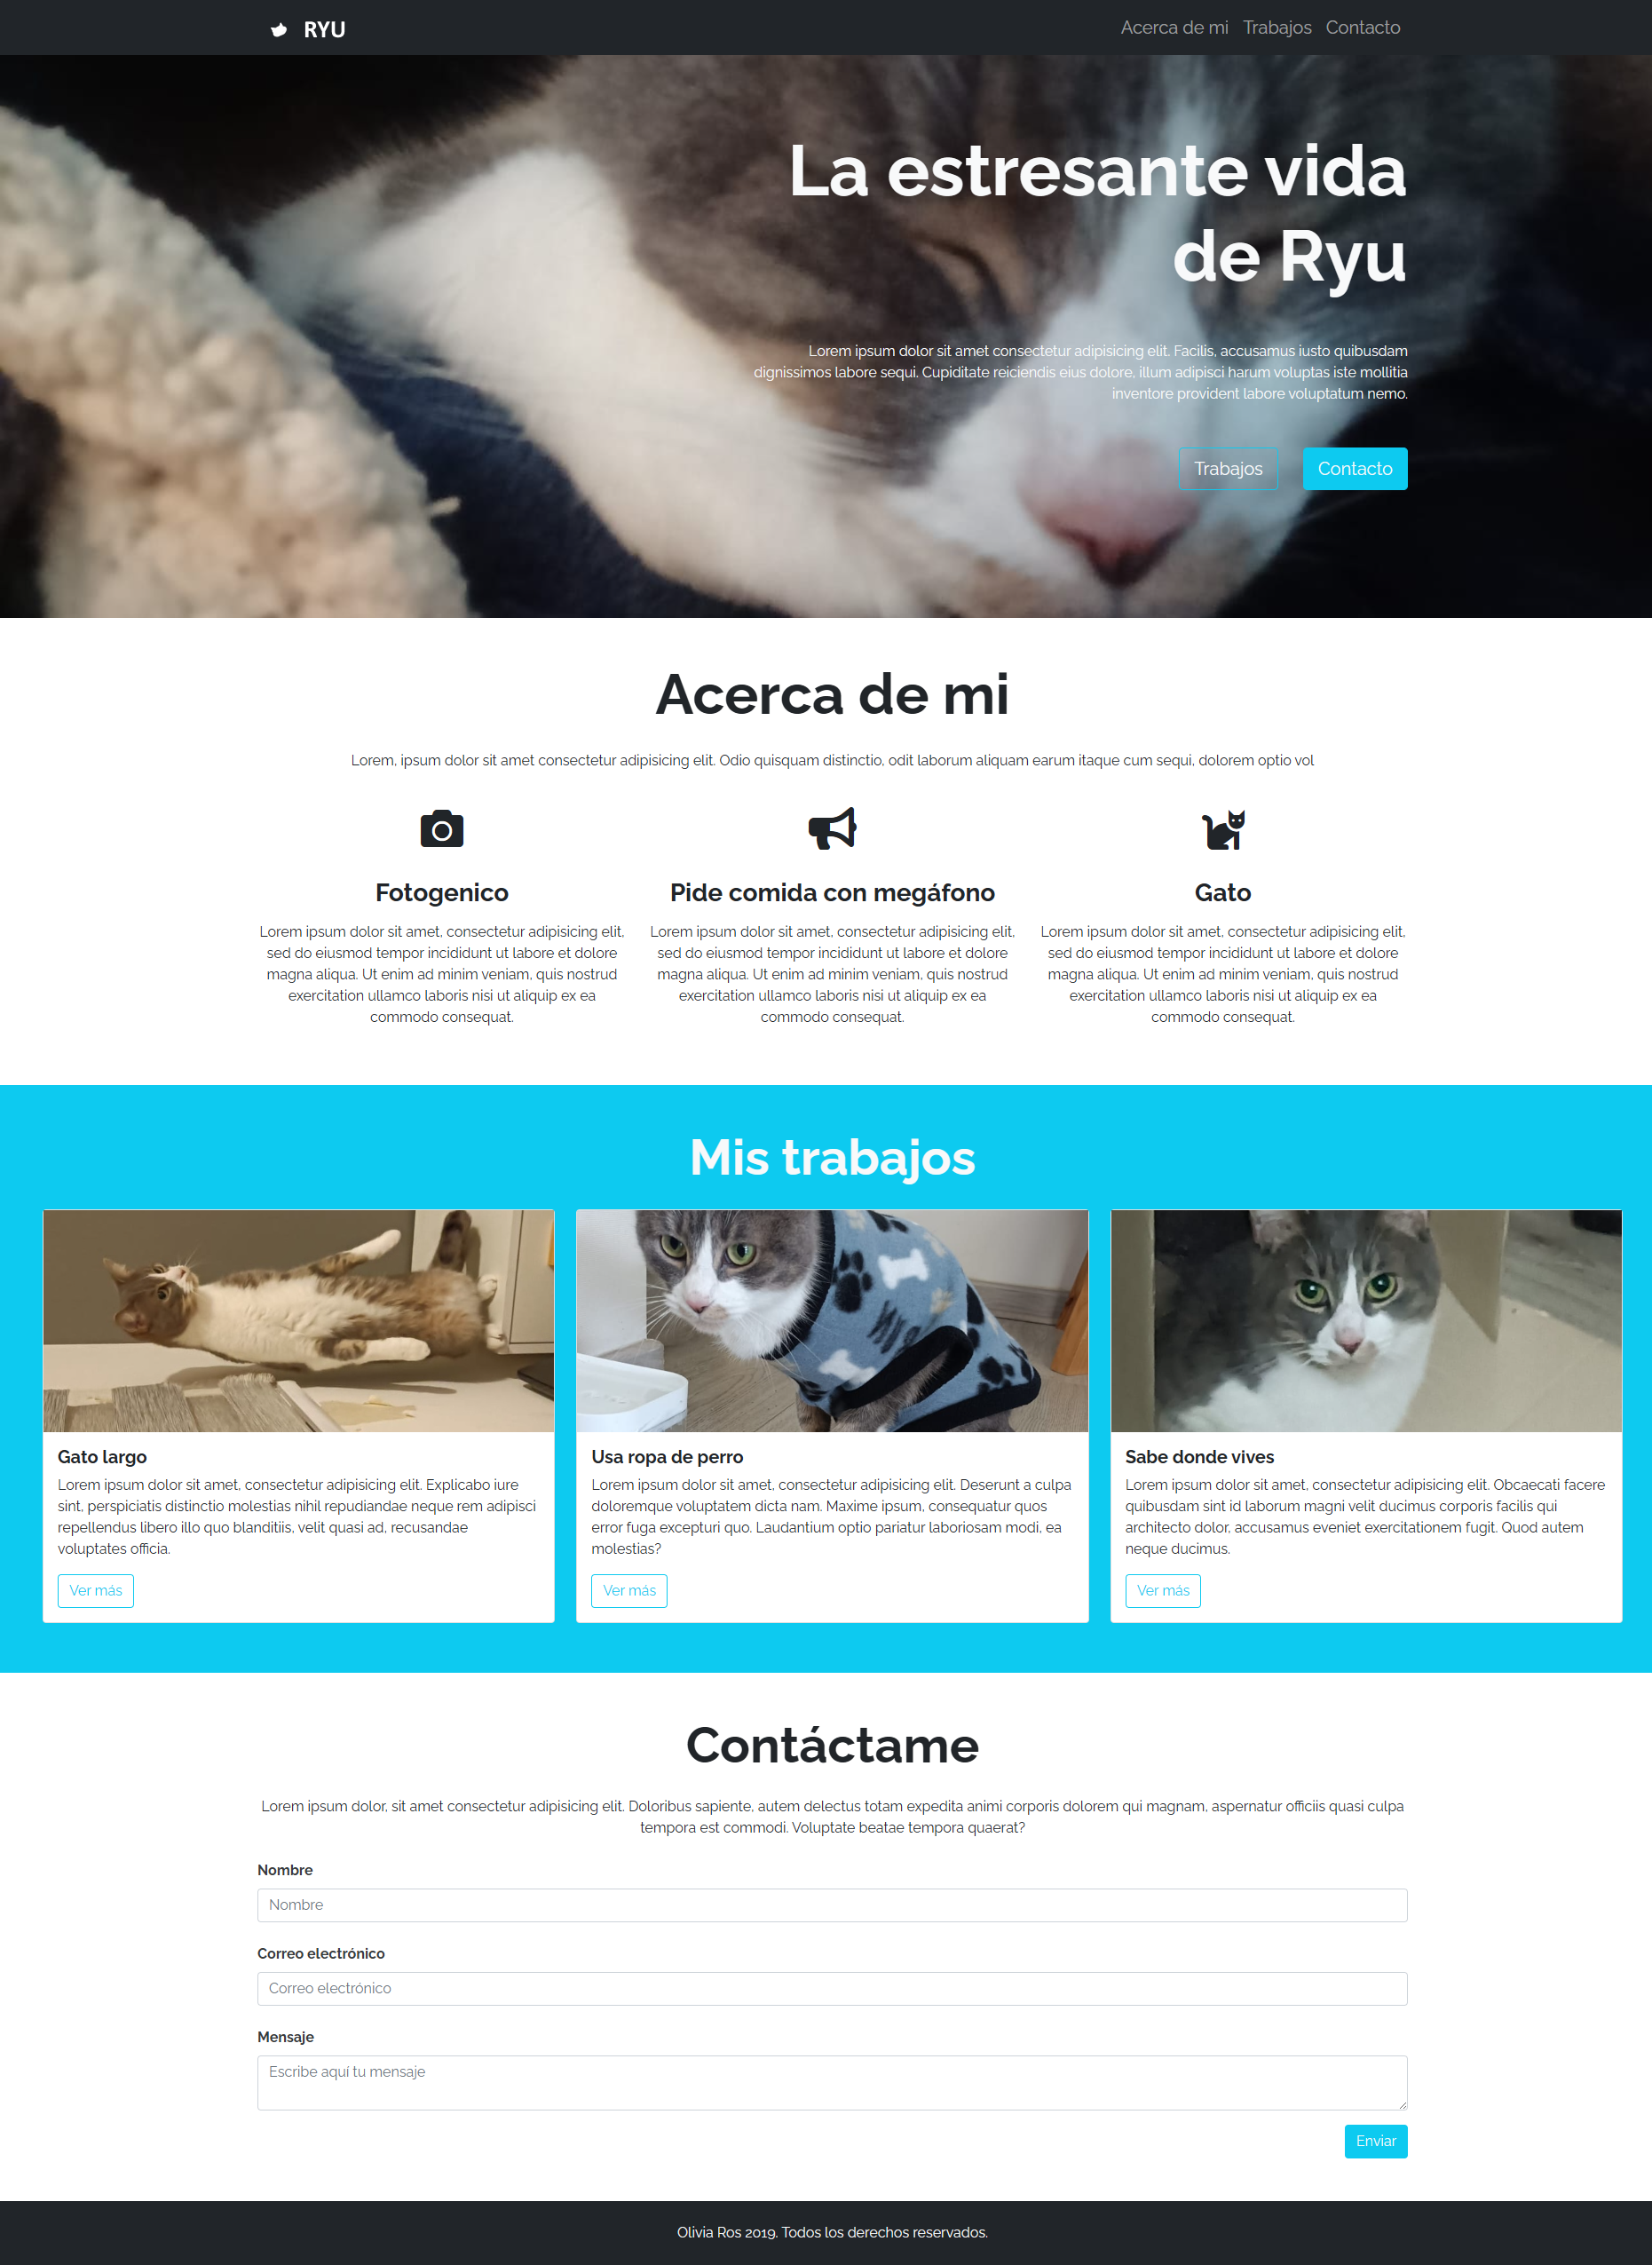 RYU
Acerca de mi Trabajos Contacto
La estresante vida
de Ryu
Lorem ipsum dolor sit amet consectetur adipisicing elit. Facilis, accusamus iusto quibusdam
dignissimos labore sequi. Cupiditate reiciendis eius dolore, illum adipisci harum voluptas iste mollitia
inventore provident labore voluptatum nemo.
Trabajos Contacto
Acerca de mi
Lorem, ipsum dolor sit amet consectetur adipisicing elit. Odio quisquam distinctio, odit laborum aliquam earum itaque cum sequi, dolorem optio vol
Fotogenico
Lorem ipsum dolor sit amet, consectetur adipisicing elit,
sed do eiusmod tempor incididunt ut labore et dolore
magna aliqua. Ut enim ad minim veniam, quis nostrud
exercitation ullamco laboris nisi ut aliquip ex ea
commodo consequat.
Pide comida con megáfono
Lorem ipsum dolor sit amet, consectetur adipisicing elit,
sed do eiusmod tempor incididunt ut labore et dolore
magna aliqua. Ut enim ad minim veniam, quis nostrud
exercitation ullamco laboris nisi ut aliquip ex ea
commodo consequat.
Gato
Lorem ipsum dolor sit amet, consectetur adipisicing elit,
sed do eiusmod tempor incididunt ut labore et dolore
magna aliqua. Ut enim ad minim veniam, quis nostrud
exercitation ullamco laboris nisi ut aliquip ex ea
commodo consequat.
Mis trabajos
Gato largo
Lorem ipsum dolor sit amet, consectetur adipisicing elit. Explicabo iure
sint, perspiciatis distinctio molestias nihil repudiandae neque rem adipisci
repellendus libero illo quo blanditiis, velit quasi ad, recusandae
voluptates officia.
Ver más
Usa ropa de perro
Lorem ipsum dolor sit amet, consectetur adipisicing elit. Deserunt a culpa
doloremque voluptatem dicta nam. Maxime ipsum, consequatur quos
error fuga excepturi quo. Laudantium optio pariatur laboriosam modi, ea
molestias?
Ver más
Sabe donde vives
Lorem ipsum dolor sit amet, consectetur adipisicing elit. Obcaecati facere
quibusdam sint id laborum magni velit ducimus corporis facilis qui
architecto dolor, accusamus eveniet exercitationem fugit. Quod autem
neque ducimus.
Ver más
Contáctame
Lorem ipsum dolor, sit amet consectetur adipisicing elit. Doloribus sapiente, autem delectus totam expedita animi corporis dolorem qui magnam, aspernatur officiis quasi culpa
tempora est commodi. Voluptate beatae tempora quaerat?
Nombre
Nombre
Correo electrónico
Correo electrónico
Mensaje
Escribe aquí tu mensaje
Enviar
Olivia Ros 2019. Todos los derechos reservados.